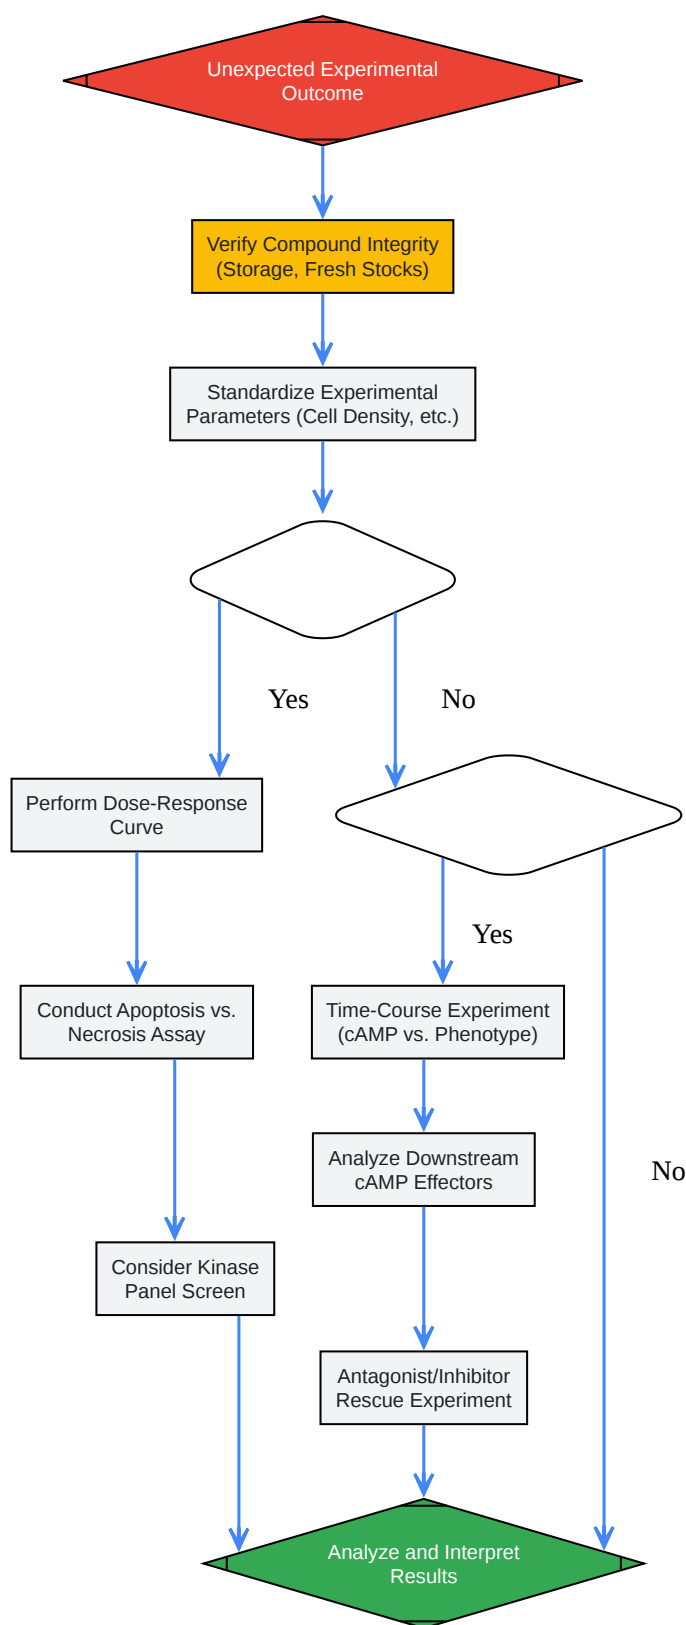 Unexpected Experimental
Outcome
Verify Compound Integrity
(Storage, Fresh Stocks)
Standardize Experimental
Parameters (Cell Density, etc.)
Yes
No
Perform Dose-Response
Curve
Yes
Conduct Apoptosis vs.
Necrosis Assay
Time-Course Experiment
(cAMP vs. Phenotype)
Analyze Downstream
cAMP Effectors
No
Consider Kinase
Panel Screen
Antagonist/Inhibitor
Rescue Experiment
Analyze and Interpret
Results